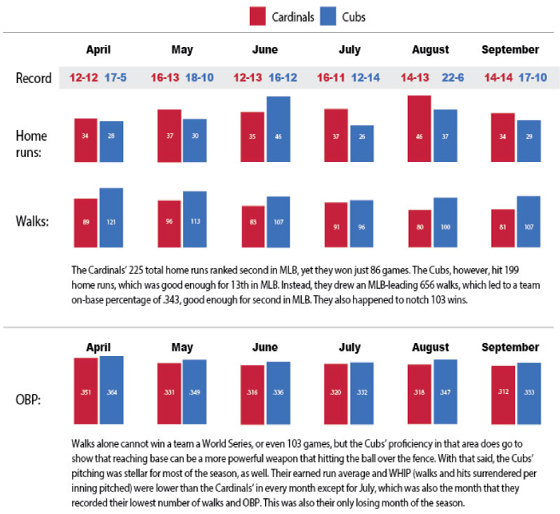 Cardinals Cubs
April May June July August September
Record 12-12 17-5 16-13 18-10 12-13 16-12 16-11 12-14 14-13 22-6 14-14 17-10
Home runs: 34 28 37 30 35 46 37 26 46 37 34 29
Walks: 89 121 96 113 83 107 91 96 80 100 81 107
The Cardinals' 225 total home runs ranked second in MLB, yet they won just 86 games. The Cubs, however, hit 199
home runs, which was good enough for 13th in MLB. Instead, they drew an MLB-leading 656 walks, which led to a team
on-base percentage of .343, good enough for second in MLB. They also happened to notch 103 wins.
April May June July August September
OBP: .351 .364 .331 .349 .316 .336 .320 .332 .318 .347 .312 .333
Walks alone cannot win a team a World Series, or even 103 games, but the Cubs' proficiency in that area does go to
show that reaching base can be a more powerful weapon that hitting the ball over the fence. With that said, the Cubs'
pitching was stellar for most of the season, as well. Their earned run average and WHIP (walks and hits surrendered per
inning pitched) were lower than the Cardinals' in every month except for July, which was also the month that they
recorded their lowest number of walks and OBP. This was also their only losing month of the season.